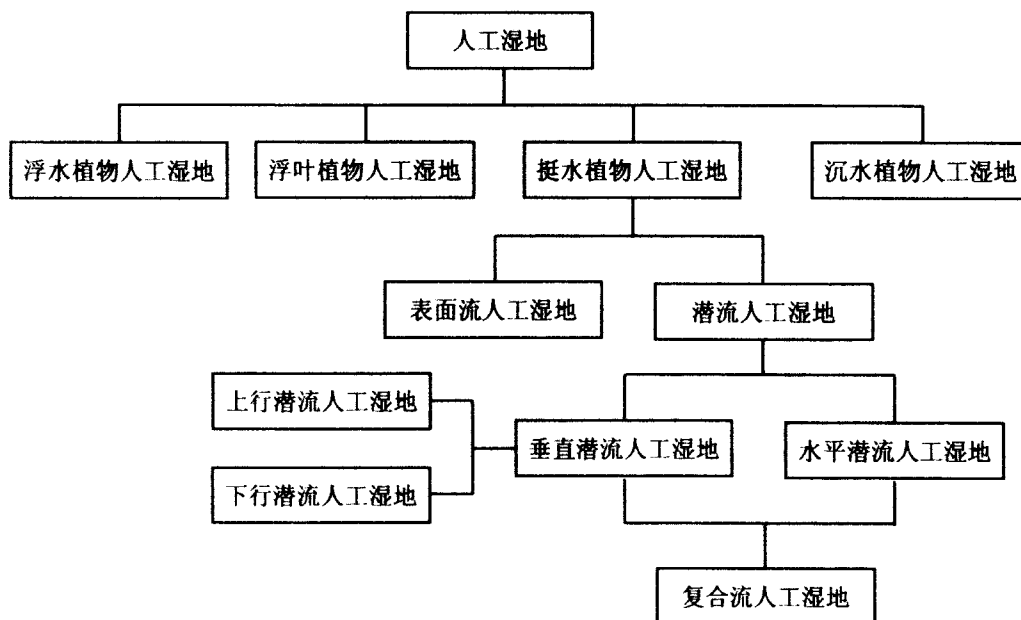 人工湿地
浮水植物人工湿地
浮叶植物人工湿地
挺水植物人工湿地
沉水植物人工湿地
表面流人工湿地
潜流人工湿地
上行潜流人工湿地
垂直潜流人工湿地
水平潜流人工湿地
下行潜流人工湿地
复合流人工湿地